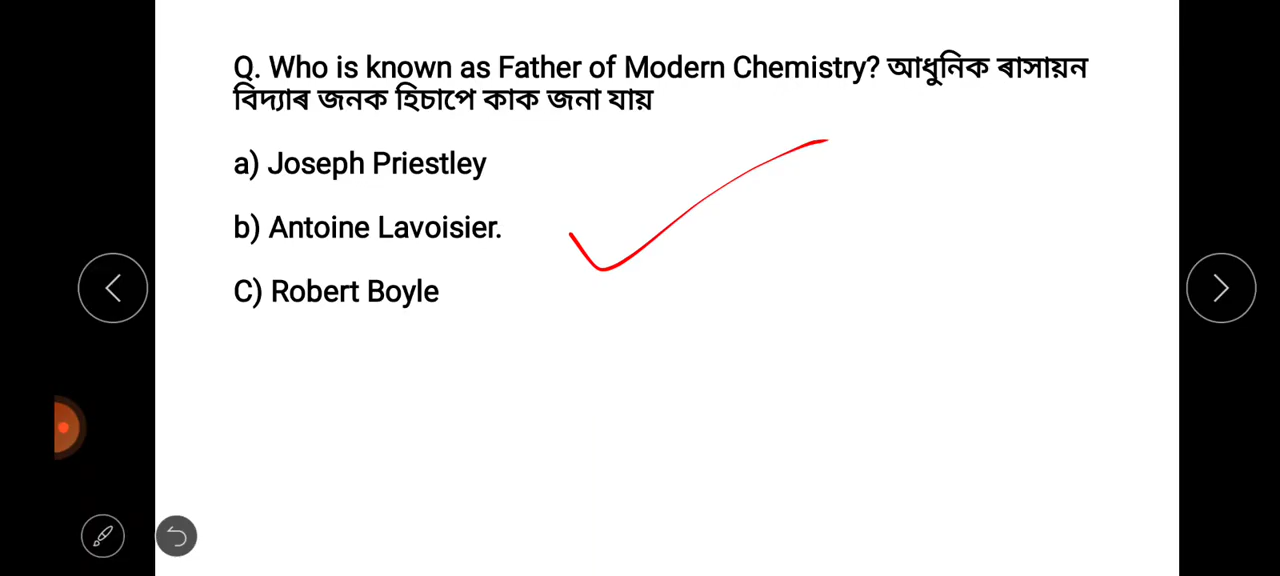 Q. Who is known as Father of Modern Chemistry? আধুনিক ৰাসায়ন
বিদ্যাৰ জনক হিচাপে কাক জনা যায়
a) Joseph Priestley
b) Antoine Lavoisier.
C) Robert Boyle